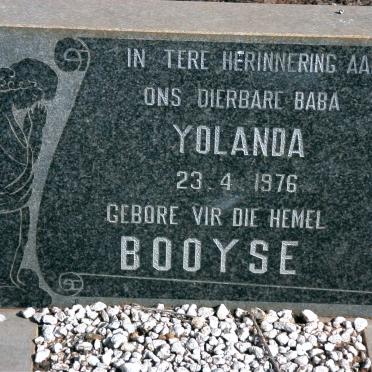 IN TERE HERINNERING AA
ONS DIERBARE BABA
YOLANDA
23.4.1976
GEBORE VIR DIE HEMEL
BOOYSE